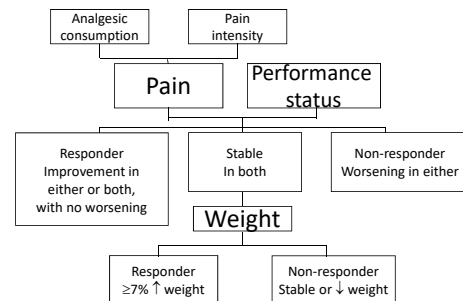 Analgesic
consumption
Pain
intensity
Pain
Performance
status
Responder
Improvement in
either or both,
with no worsening
Stable
In both
Non-responder
Worsening in either
Weight
Responder
≥7% ↑ weight
Non-responder
Stable or ↓ weight